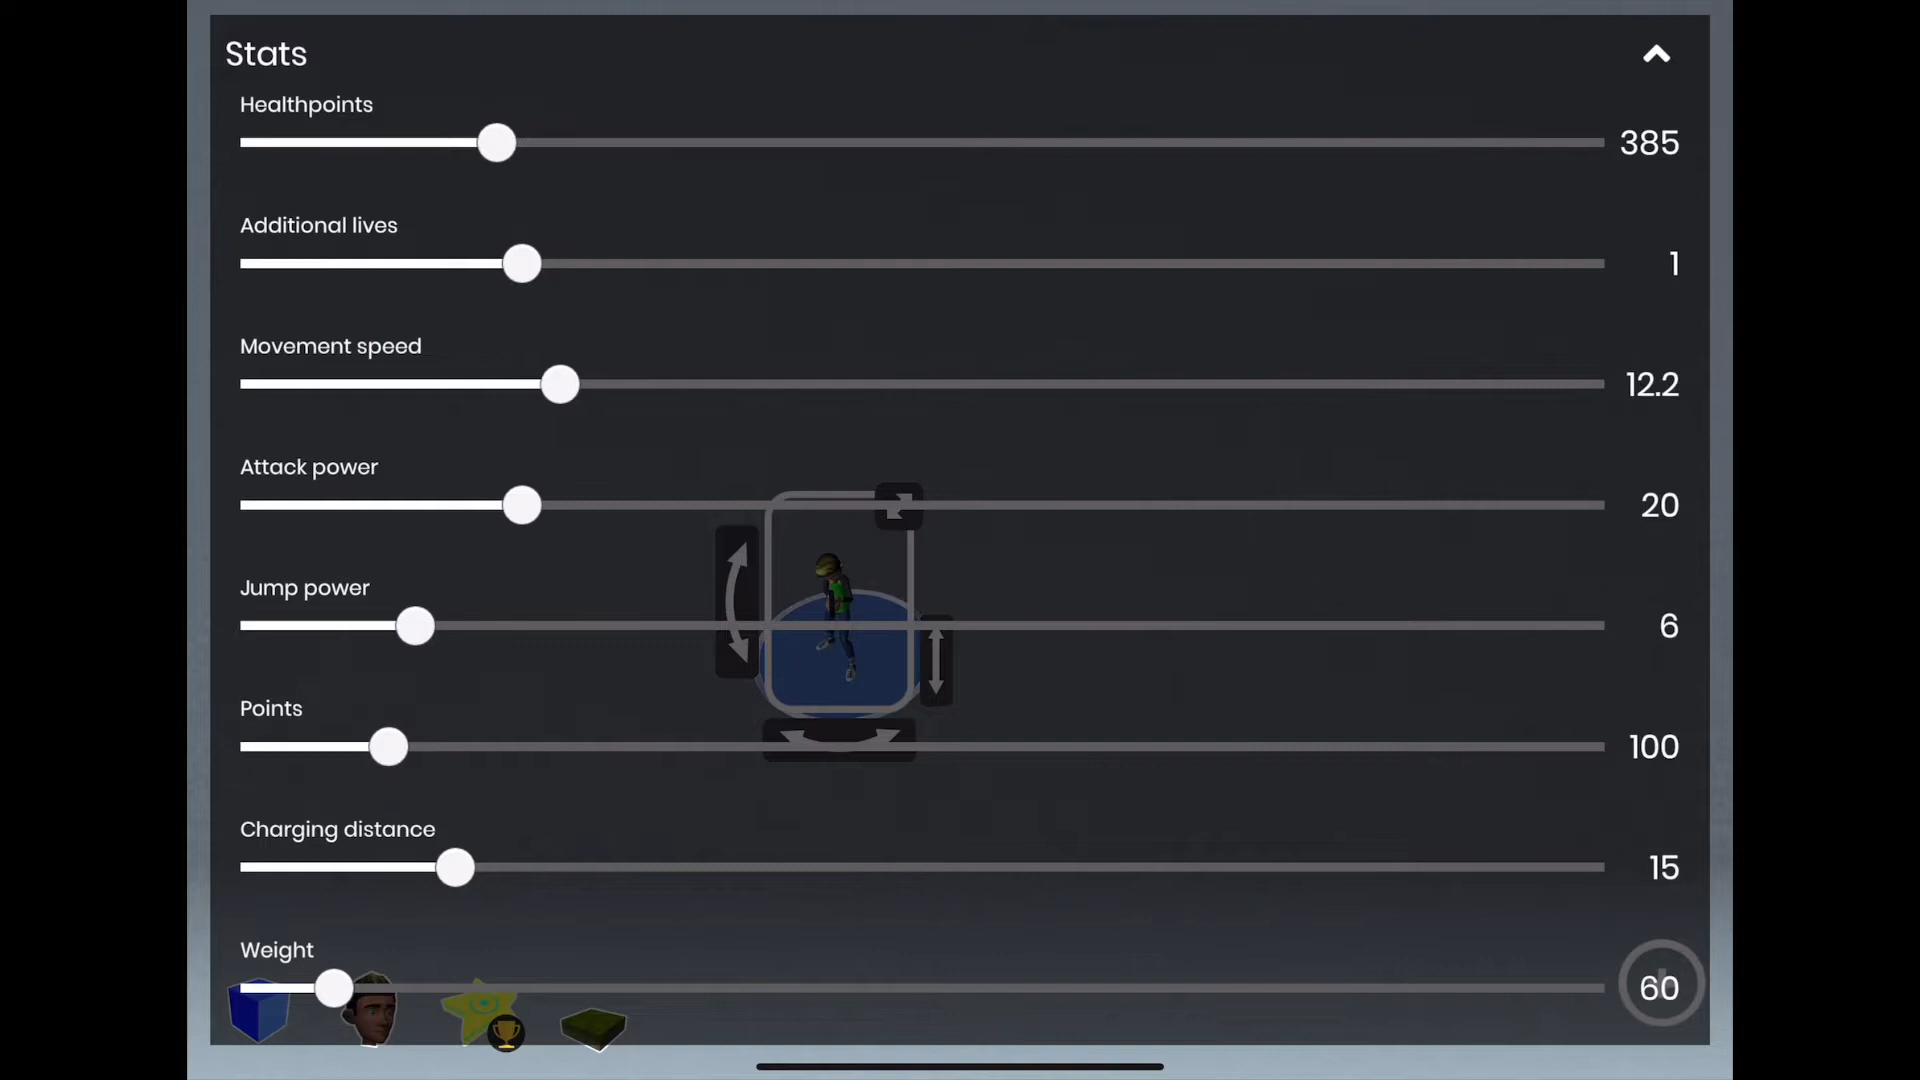 Stats
Healthpoints
385
Additional lives
1
Movement speed
12.2
Attack power
20
Jump power
6
Points
100
Charging distance
15
Weight
60